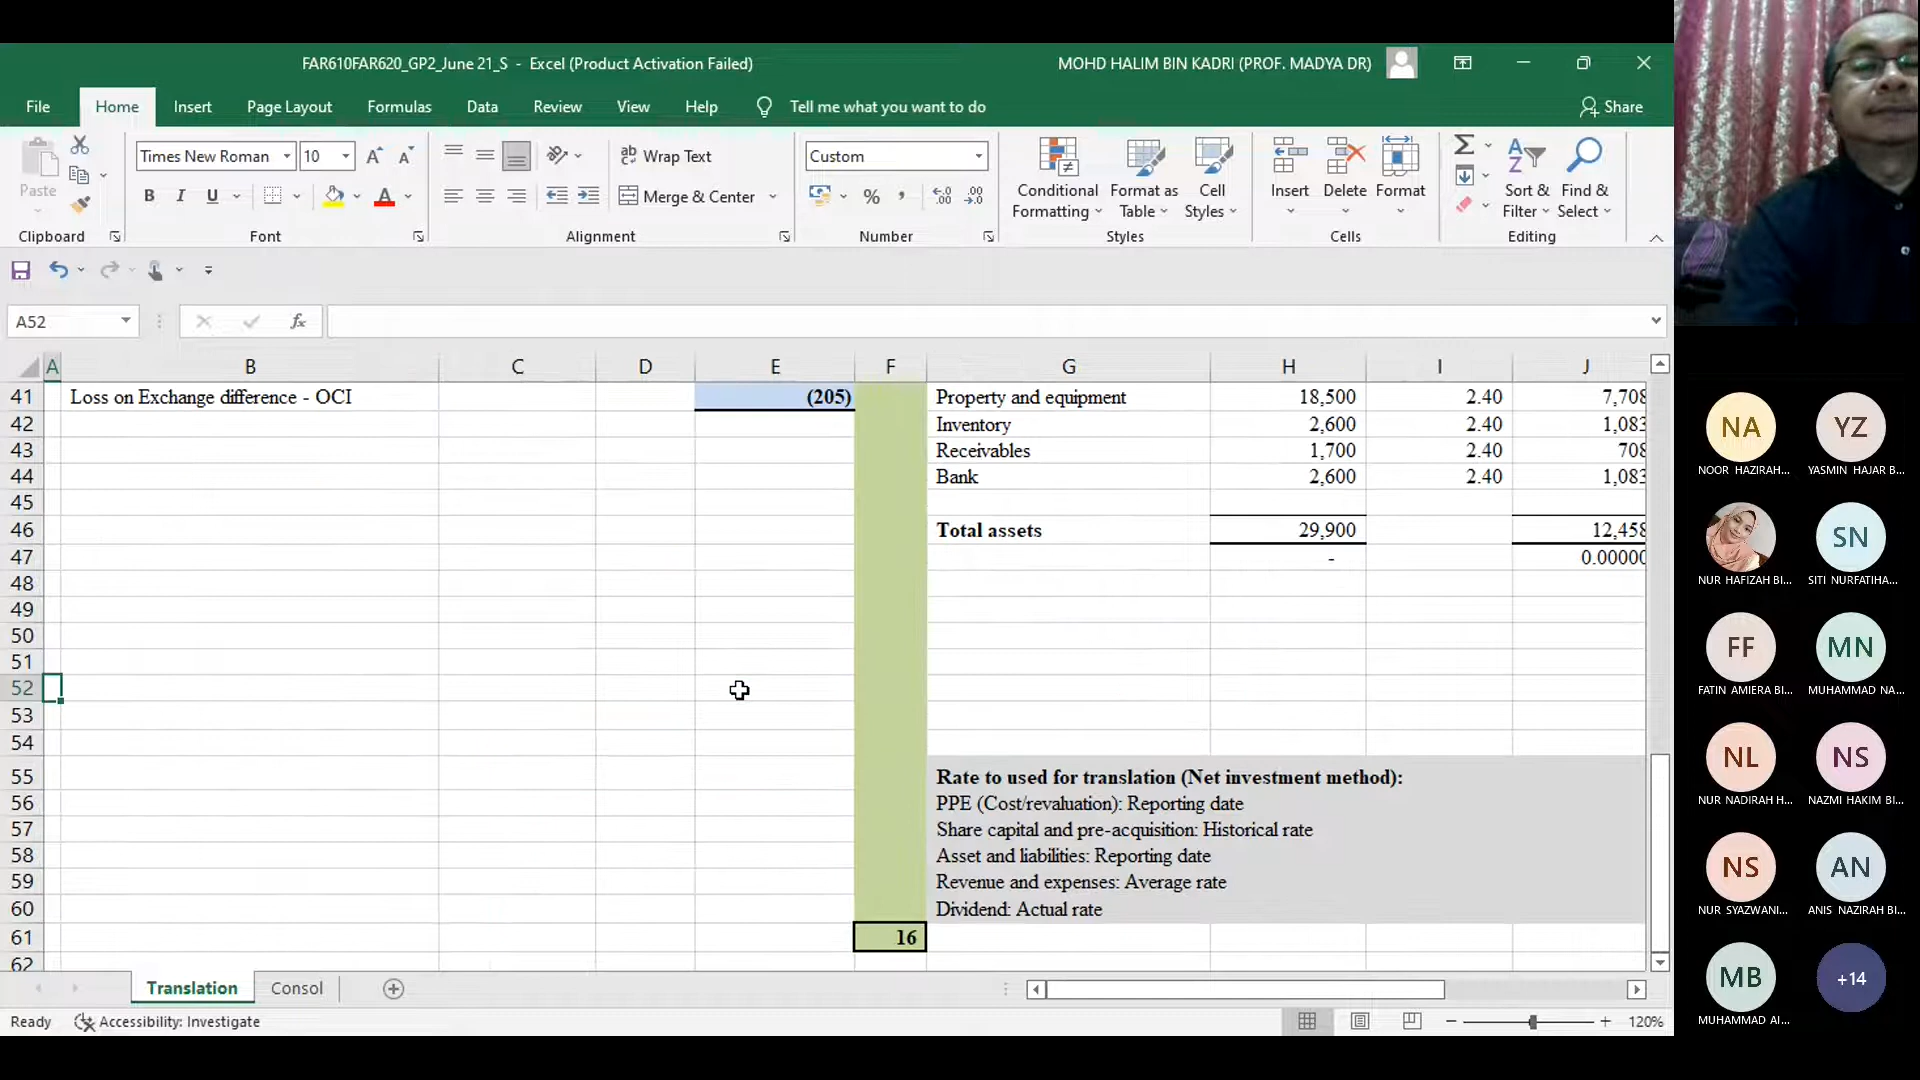 FAR610FAR620_GP2_June 21_S - Excel (Product Activation Failed)
MOHD HALIM BIN KADRI (PROF. MADYA DR)
File Home Insert Page Layout Formulas Data Review View Help Tell me what you want to do Share
Paste
Clipboard
Times New Roman 10
B I U
Font
Wrap Text
Merge & Center
Alignment
Custom
%
Number
Conditional Formatting
Format as Table
Cell Styles
Styles
Insert Delete Format
Cells
Sort & Filter
Find & Select
Editing
A52
fx
A B C D E F G H I J
41 Loss on Exchange difference - OCI (205) Property and equipment 18,500 2.40 7,708
42 Inventory 2,600 2.40 1,083
43 Receivables 1,700 2.40 708
44 Bank 2,600 2.40 1,083
45
46 Total assets 29,900 12,458
47 - 0.00000
48
49
50
51
52
53
54
55 Rate to used for translation (Net investment method):
56 PPE (Cost/revaluation): Reporting date
57 Share capital and pre-acquisition: Historical rate
58 Asset and liabilities: Reporting date
59 Revenue and expenses: Average rate
60 Dividend: Actual rate
61 16
62
Translation Consol
Ready Accessibility: Investigate 120%
NA YZ
NOOR HAZIRAH... YASMIN HAJAR B...
SN
NUR HAFIZAH BI... SITI NURFATIHA...
FF MN
FATIN AMIERA BI... MUHAMMAD NA...
NL NS
NUR NADIRAH H... NAZMI HAKIM BI...
NS AN
NUR SYAZWANI... ANIS NAZIRAH BI...
MB +14
MUHAMMAD AI...